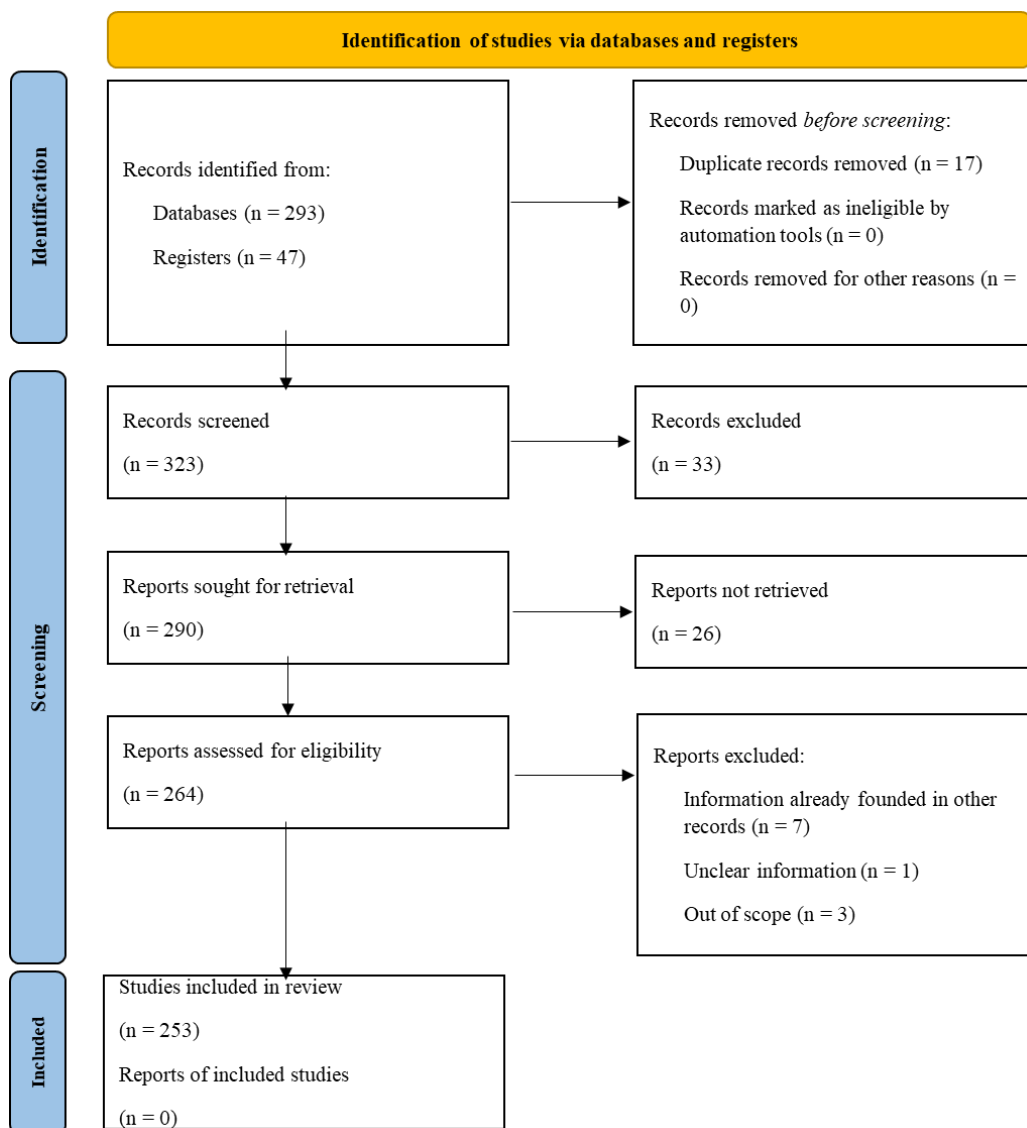 Identification of studies via databases and registers
Identification
Records identified from:
Databases (n = 293)
Registers (n = 47)
Records removed before screening:
Duplicate records removed (n = 17)
Records marked as ineligible by
automation tools (n = 0)
Records removed for other reasons (n =
0)
Screening
Records screened
(n = 323)
Records excluded
(n = 33)
Reports sought for retrieval
(n = 290)
Reports not retrieved
(n = 26)
Reports assessed for eligibility
(n = 264)
Reports excluded:
Information already founded in other
records (n = 7)
Unclear information (n = 1)
Out of scope (n = 3)
Included
Studies included in review
(n = 253)
Reports of included studies
(n = 0)